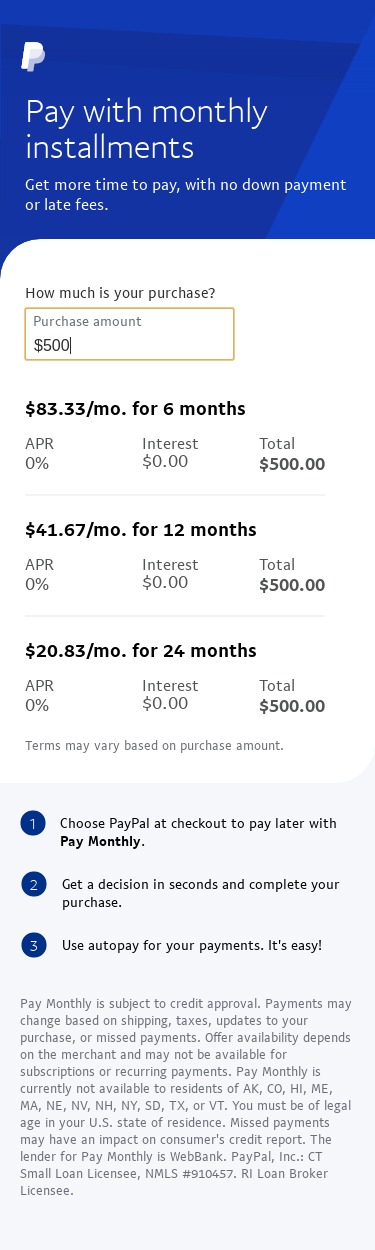 Pay with monthly
installments
Get more time to pay, with no down payment
or late fees.
How much is your purchase?
Purchase amount
$500
$83.33/mo. for 6 months
APR Interest Total
0% $0.00 $500.00
$41.67/mo. for 12 months
APR Interest Total
0% $0.00 $500.00
$20.83/mo. for 24 months
APR Interest Total
0% $0.00 $500.00
Terms may vary based on purchase amount.
1 Choose PayPal at checkout to pay later with
Pay Monthly.
2 Get a decision in seconds and complete your
purchase.
3 Use autopay for your payments. It's easy!
Pay Monthly is subject to credit approval. Payments may
change based on shipping, taxes, updates to your
purchase, or missed payments. Offer availability depends
on the merchant and may not be available for
subscriptions or recurring payments. Pay Monthly is
currently not available to residents of AK, CO, HI, ME,
MA, NE, NV, NH, NY, SD, TX, or VT. You must be of legal
age in your U.S. state of residence. Missed payments
may have an impact on consumer's credit report. The
lender for Pay Monthly is WebBank. PayPal, Inc.: CT
Small Loan Licensee, NMLS #910457. RI Loan Broker
Licensee.